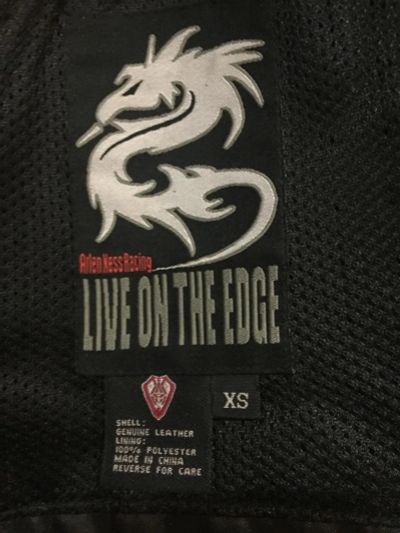 Arlen Ness Racing
LIVE ON THE EDGE
XS
SHELL:
GENUINE LEATHER
LINING:
100% POLYESTER
MADE IN CHINA
REVERSE FOR CARE